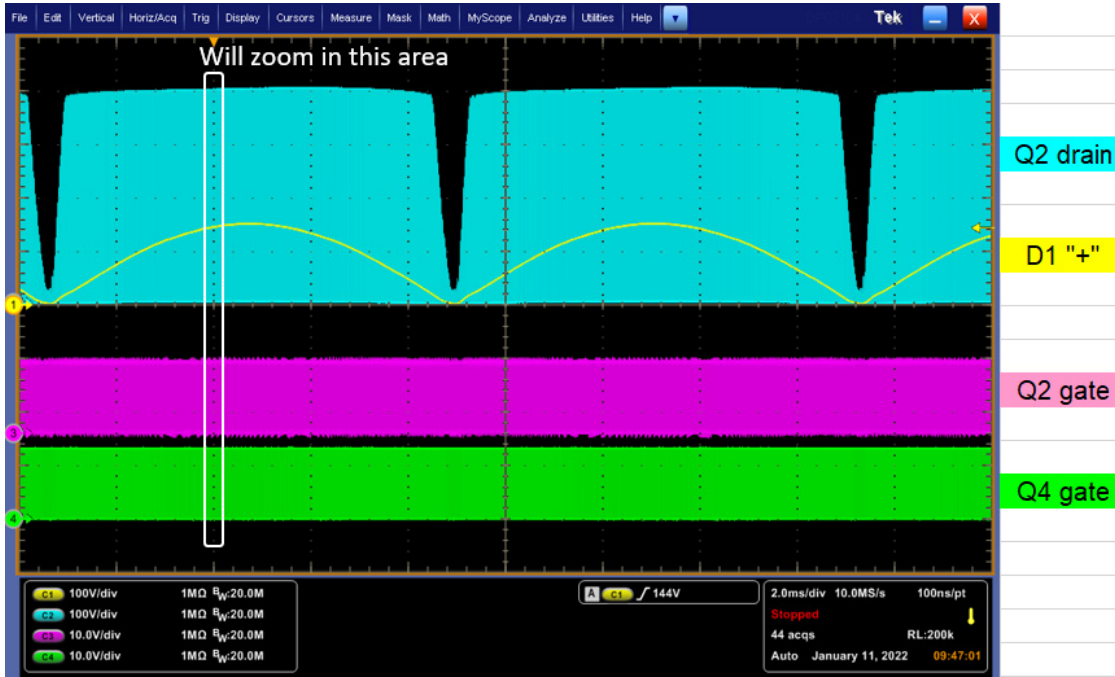 File Edit Vertical Horiz/Acq Trig Display Cursors Measure Mask Math MyScope Analyze Utilities Help Tek X
Will zoom in this area
Q2 drain
1
D1 "+"
Q2 gate
3
Q4 gate
4
C1 100V/div 1MΩ BW:20.0M
C2 100V/div 1MΩ BW:20.0M
C3 10.0V/div 1MΩ BW:20.0M
C4 10.0V/div 1MΩ BW:20.0M
A C1 144V
2.0ms/div 10.0MS/s 100ns/pt
Stopped
44 acqs RL:200k
Auto January 11, 2022 09:47:01